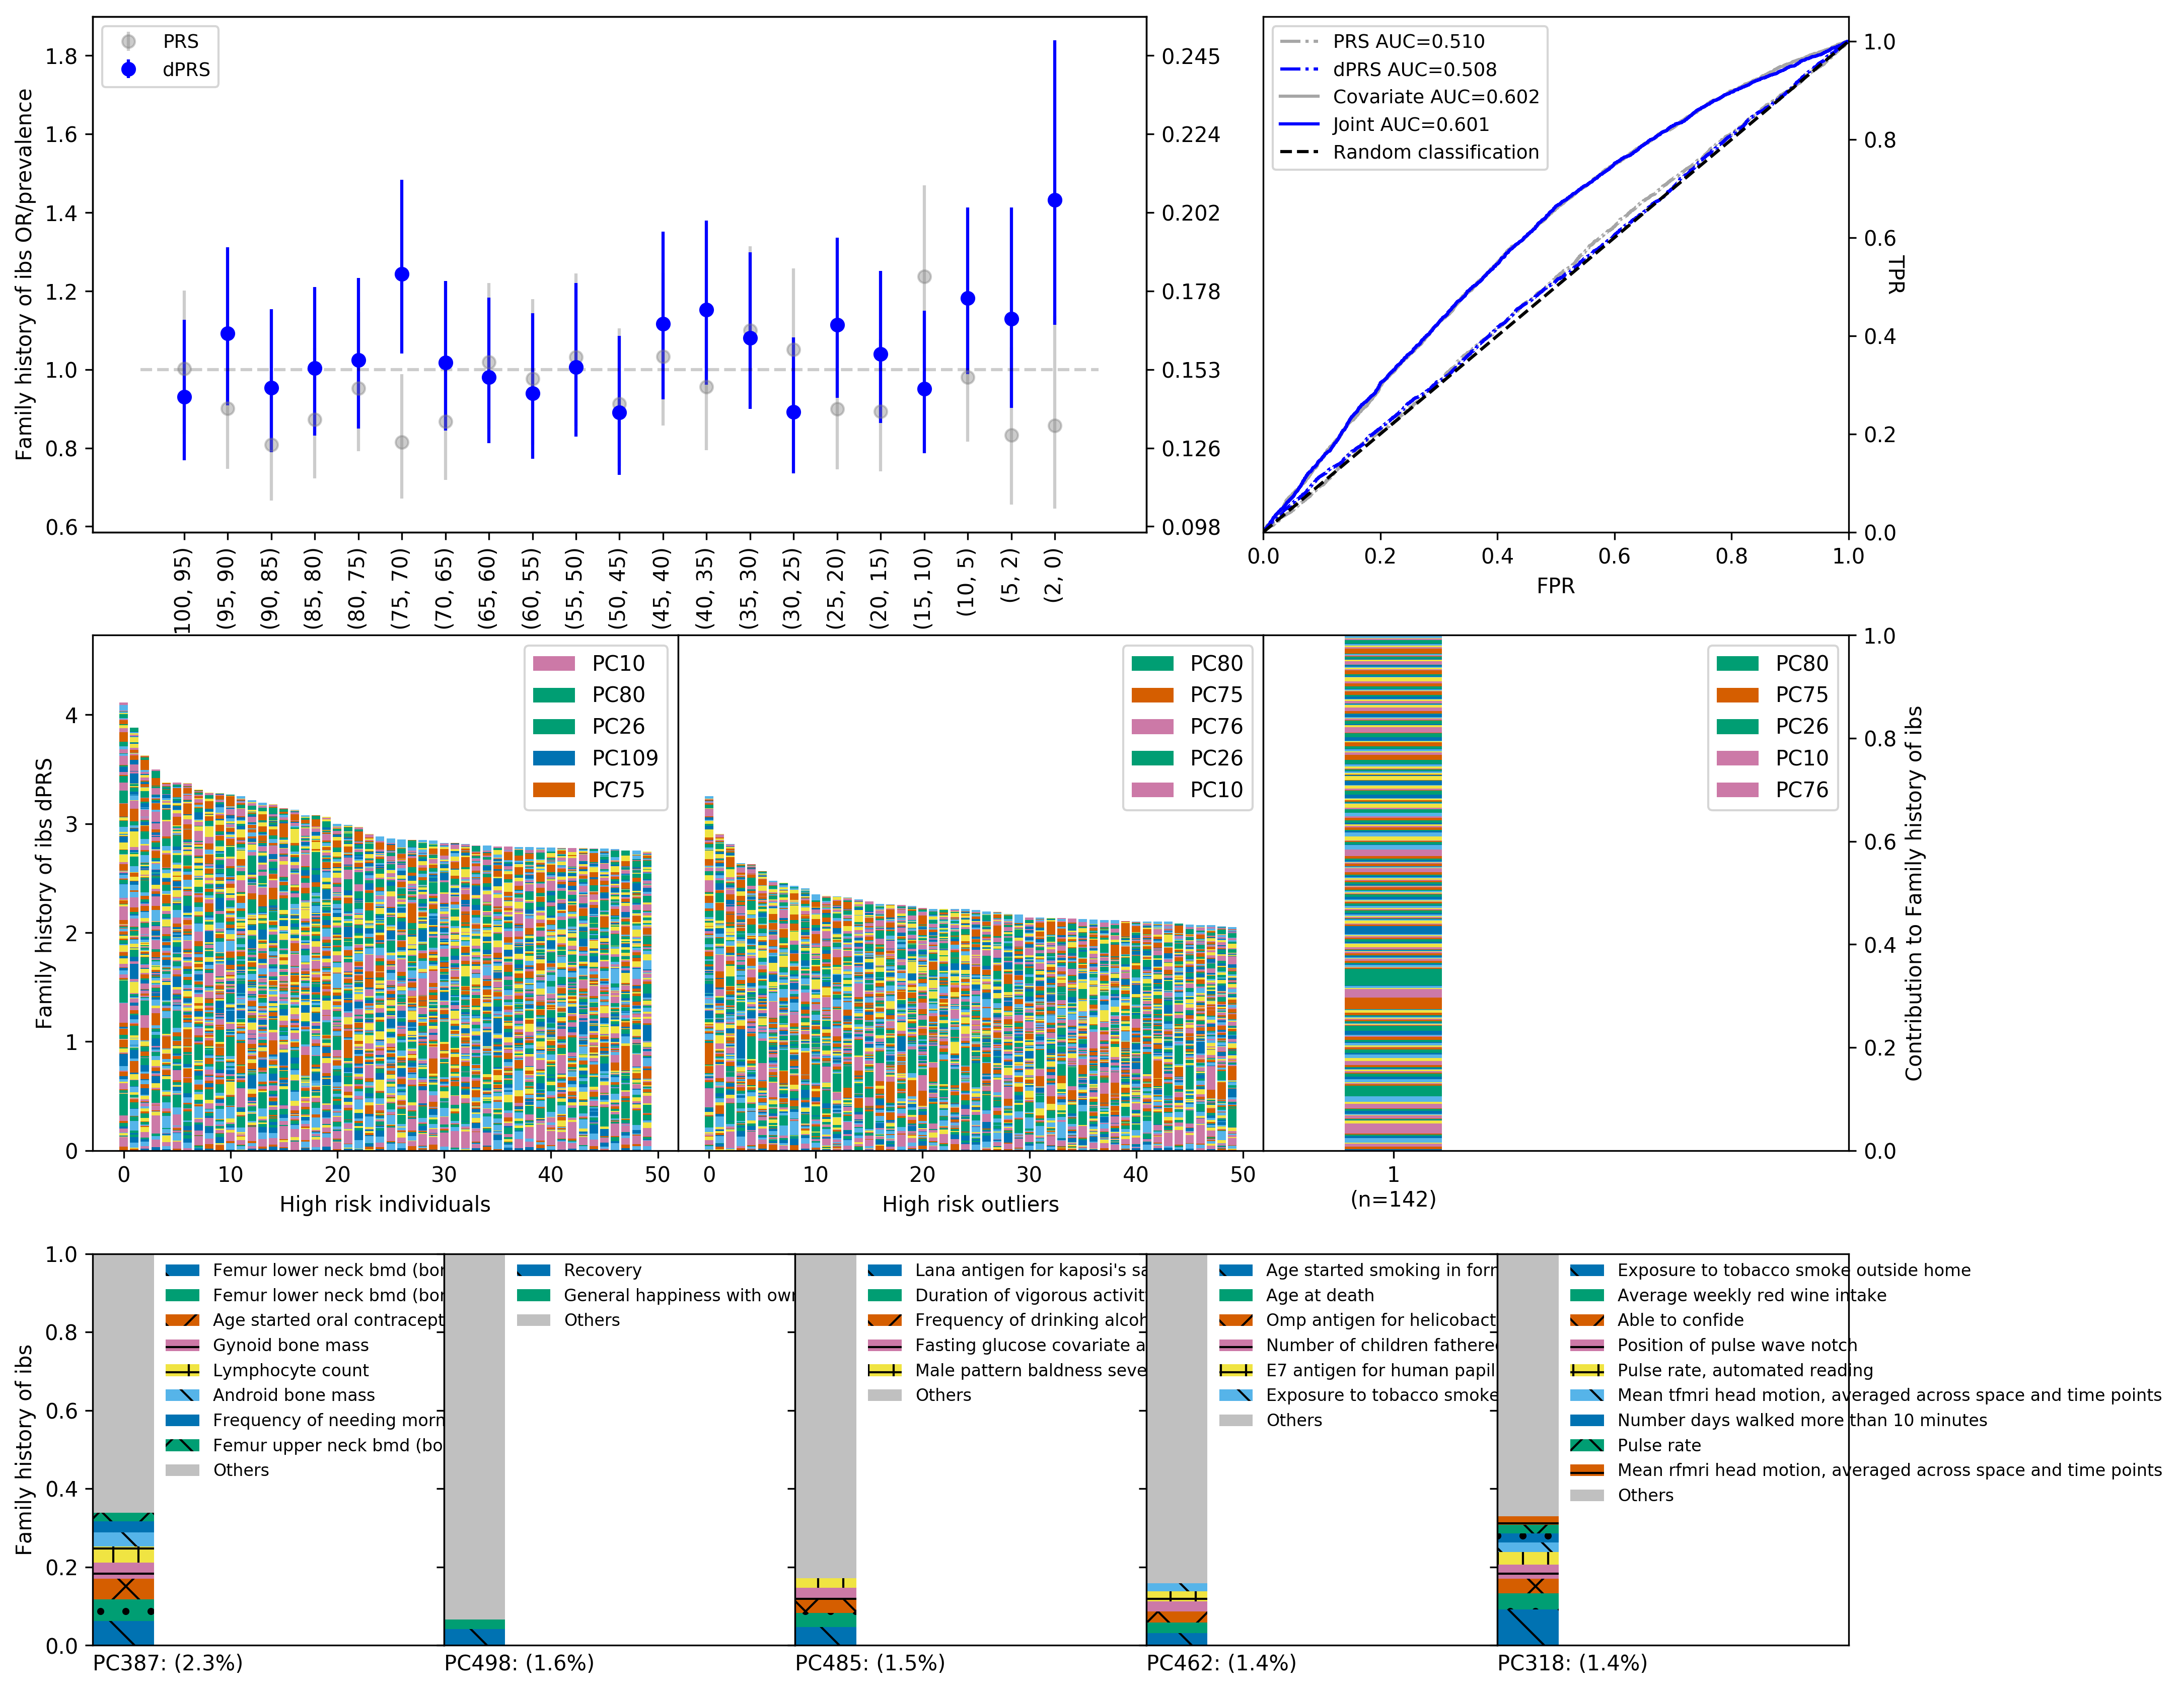 PRS
dPRS
Family history of ibs OR/prevalence
1.8
1.6
1.4
1.2
1.0
0.8
0.6
0.245
0.224
0.202
0.178
0.153
0.126
0.098
100, 95)
(95, 90)
(90, 85)
(85, 80)
(80, 75)
(75, 70)
(70, 65)
(65, 60)
(60, 55)
(55, 50)
(50, 45)
(45, 40)
(40, 35)
(35, 30)
(30, 25)
(25, 20)
(20, 15)
(15, 10)
(10, 5)
(5, 2)
(2, 0)
PRS AUC=0.510
dPRS AUC=0.508
Covariate AUC=0.602
Joint AUC=0.601
Random classification
1.0
0.8
0.6
0.4
0.2
0.0
TPR
0.0 0.2 0.4 0.6 0.8 1.0
FPR
Family history of ibs dPRS
4
3
2
1
0
PC10
PC80
PC26
PC109
PC75
0 10 20 30 40 50
High risk individuals
PC80
PC75
PC76
PC26
PC10
0 10 20 30 40 50
High risk outliers
PC80
PC75
PC26
PC10
PC76
1
(n=142)
1.0
0.8
0.6
0.4
0.2
0.0
Contribution to Family history of ibs
Family history of ibs
1.0
0.8
0.6
0.4
0.2
0.0
Femur lower neck bmd (bor
Femur lower neck bmd (bor
Age started oral contracept
Gynoid bone mass
Lymphocyte count
Android bone mass
Frequency of needing morn
Femur upper neck bmd (bo
Others
PC387: (2.3%)
Recovery
General happiness with own
Others
PC498: (1.6%)
Lana antigen for kaposi's sa
Duration of vigorous activit
Frequency of drinking alcoh
Fasting glucose covariate a
Male pattern baldness seve
Others
PC485: (1.5%)
Age started smoking in forr
Age at death
Omp antigen for helicobact
Number of children fathere
E7 antigen for human papil
Exposure to tobacco smoke
Others
PC462: (1.4%)
Exposure to tobacco smoke outside home
Average weekly red wine intake
Able to confide
Position of pulse wave notch
Pulse rate, automated reading
Mean tfmri head motion, averaged across space and time points
Number days walked more than 10 minutes
Pulse rate
Mean rfmri head motion, averaged across space and time points
Others
PC318: (1.4%)